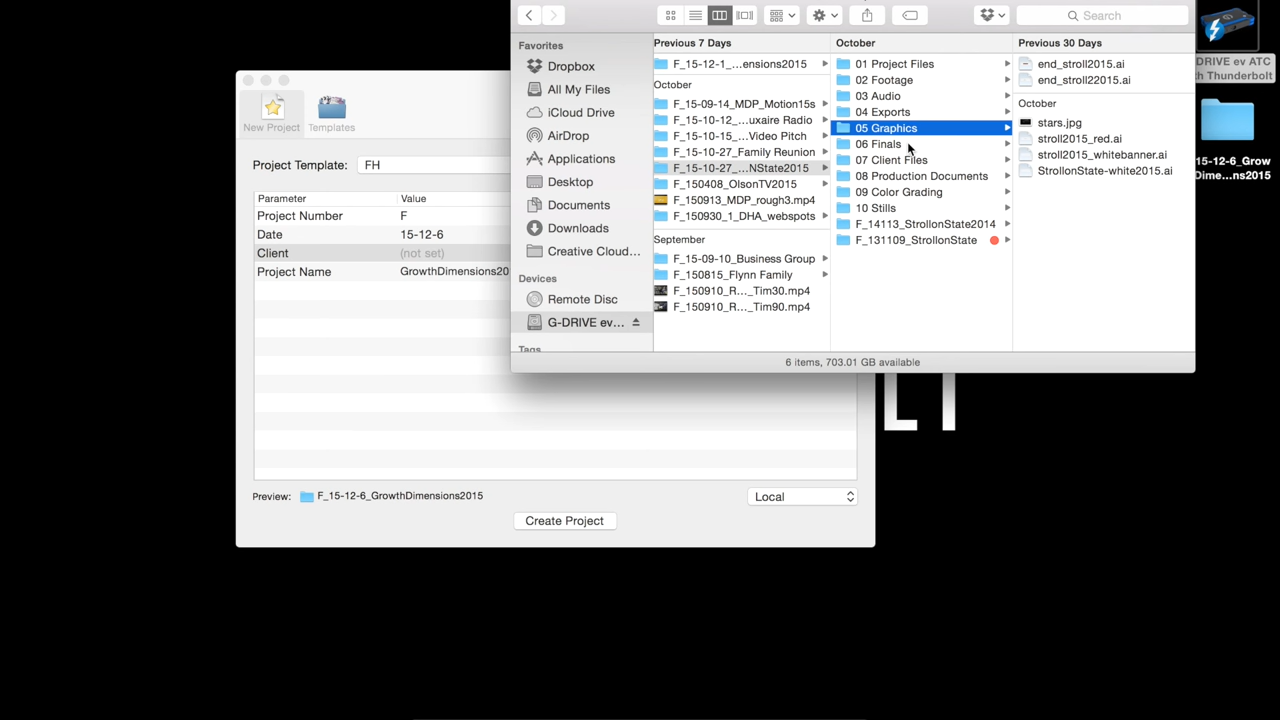 Search
Favorites
Dropbox
All My Files
iCloud Drive
AirDrop
Applications
Desktop
Documents
Downloads
Creative Cloud...
Devices
Remote Disc
G-DRIVE ev...
Tags
Previous 7 Days
F_15-12-1_...ensions2015
October
F_15-09-14_MDP_Motion15s
F_15-10-12_...uxaire Radio
F_15-10-15_...Video Pitch
F_15-10-27_Family Reunion
F_15-10-27_...NState2015
F_150408_OlsonTV2015
F_150913_MDP_rough3.mp4
F_150930_1_DHA_webspots
September
F_15-09-10_Business Group
F_150815_Flynn Family
F_150910_R..._Tim30.mp4
F_150910_R..._Tim90.mp4
October
01 Project Files
02 Footage
03 Audio
04 Exports
05 Graphics
06 Finals
07 Client Files
08 Production Documents
09 Color Grading
10 Stills
F_14113_StrollonState2014
F_131109_StrollonState
Previous 30 Days
end_stroll2015.ai
end_stroll22015.ai
October
stars.jpg
stroll2015_red.ai
stroll2015_whitebanner.ai
StrollonState-white2015.ai
6 items, 703.01 GB available
DRIVE ev ATC
th Thunderbolt
15-12-6_Grow
Dime...ns2015
New Project
Templates
Project Template: FH
Parameter Value
Project Number F
Date 15-12-6
Client (not set)
Project Name GrowthDimensions20
Preview: F_15-12-6_GrowthDimensions2015
Local
Create Project